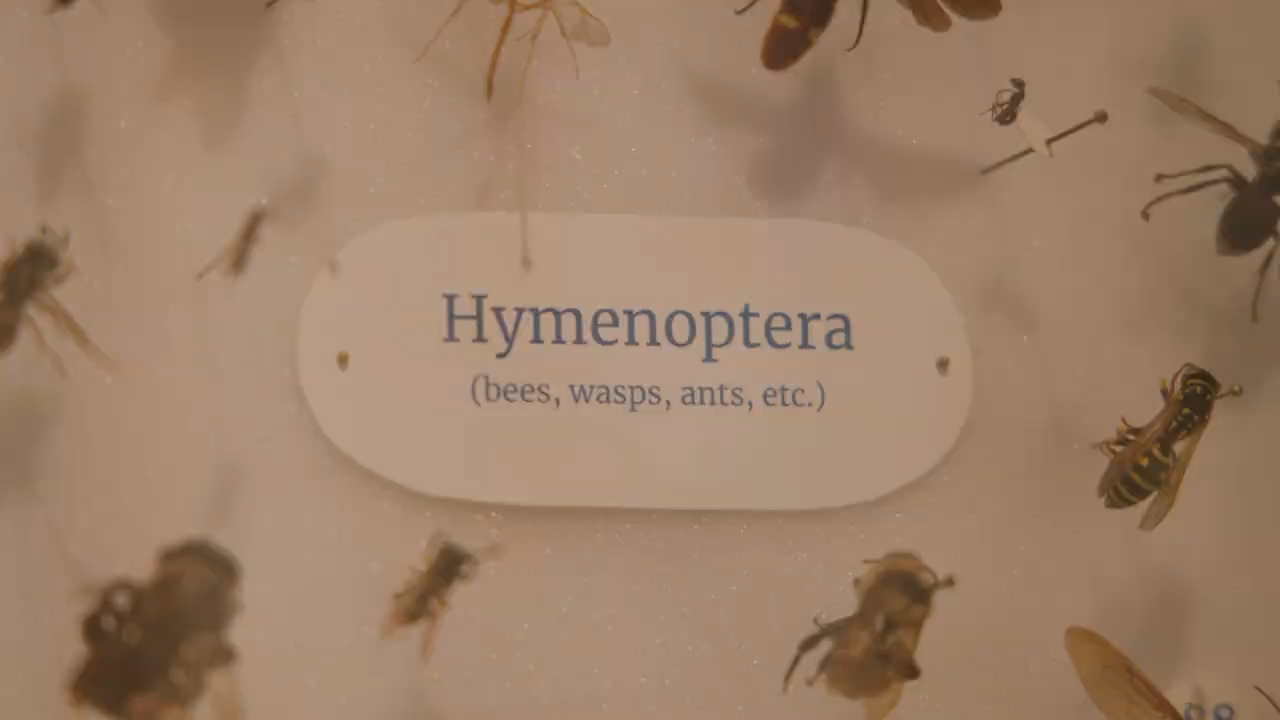 Hymenoptera
(bees, wasps, ants, etc.)